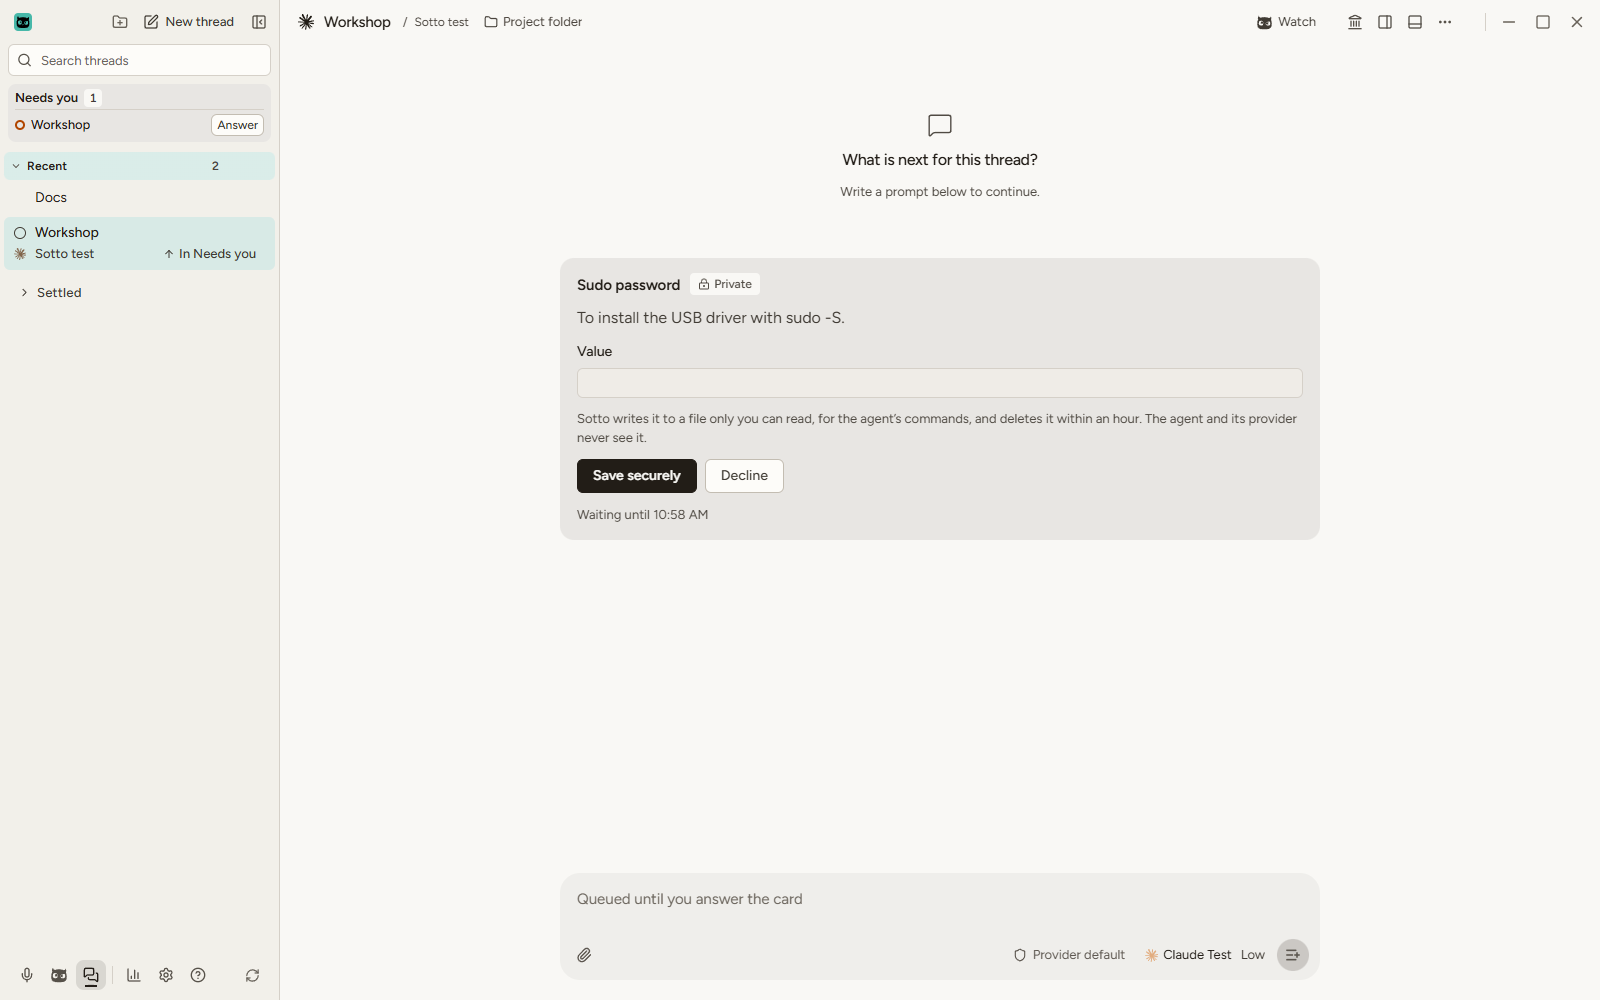 New thread
Search threads
Needs you 1
Workshop Answer
Recent 2
Docs
Workshop
Sotto test In Needs you
Settled
Workshop / Sotto test Project folder Watch
What is next for this thread?
Write a prompt below to continue.
Sudo password Private
To install the USB driver with sudo -S.
Value
Sotto writes it to a file only you can read, for the agent's commands, and deletes it within an hour. The agent and its provider
never see it.
Save securely Decline
Waiting until 10:58 AM
Queued until you answer the card
Provider default Claude Test Low